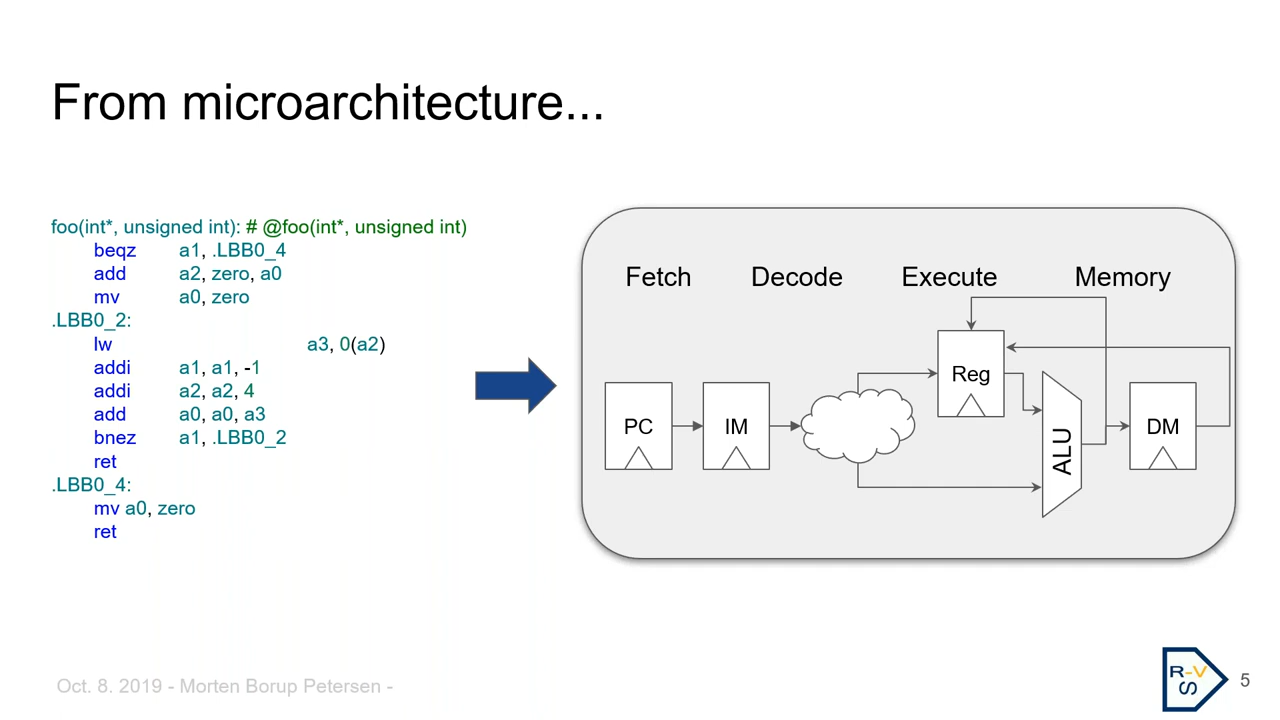 From microarchitecture...
foo(int*, unsigned int): # @foo(int*, unsigned int)
beqz a1, .LBB0_4
add a2, zero, a0
mv a0, zero
.LBB0_2:
lw a3, 0(a2)
addi a1, a1, -1
addi a2, a2, 4
add a0, a0, a3
bnez a1, .LBB0_2
ret
.LBB0_4:
mv a0, zero
ret
Fetch Decode Execute Memory
Reg
PC IM ALU DM
Oct. 8. 2019 - Morten Borup Petersen -
R-V
S
5